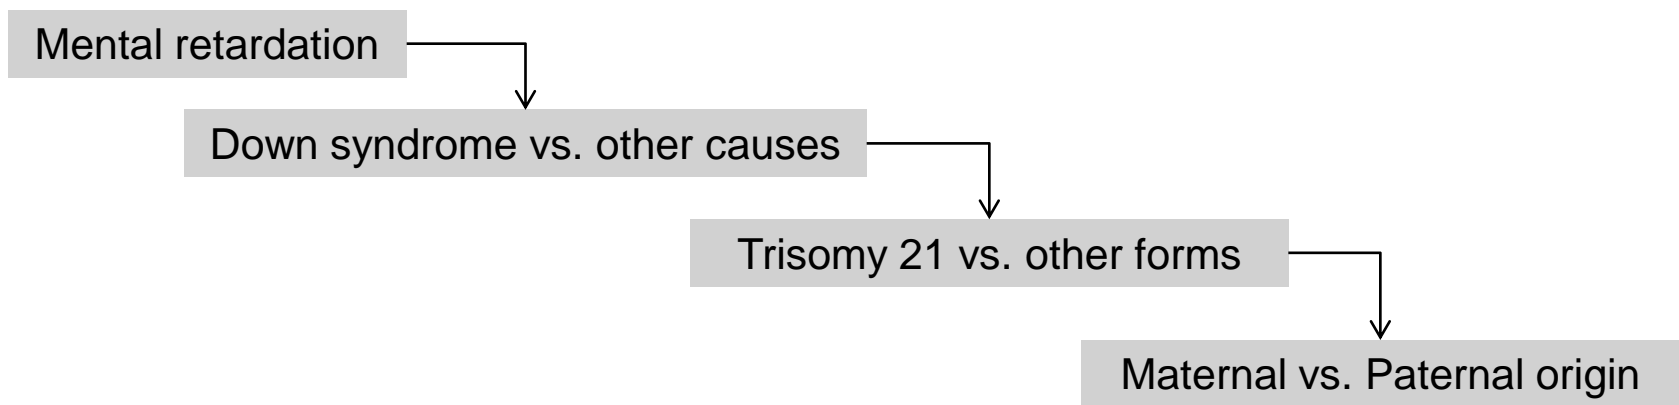 Mental retardation
Down syndrome vs. other causes
Trisomy 21 vs. other forms
Maternal vs. Paternal origin